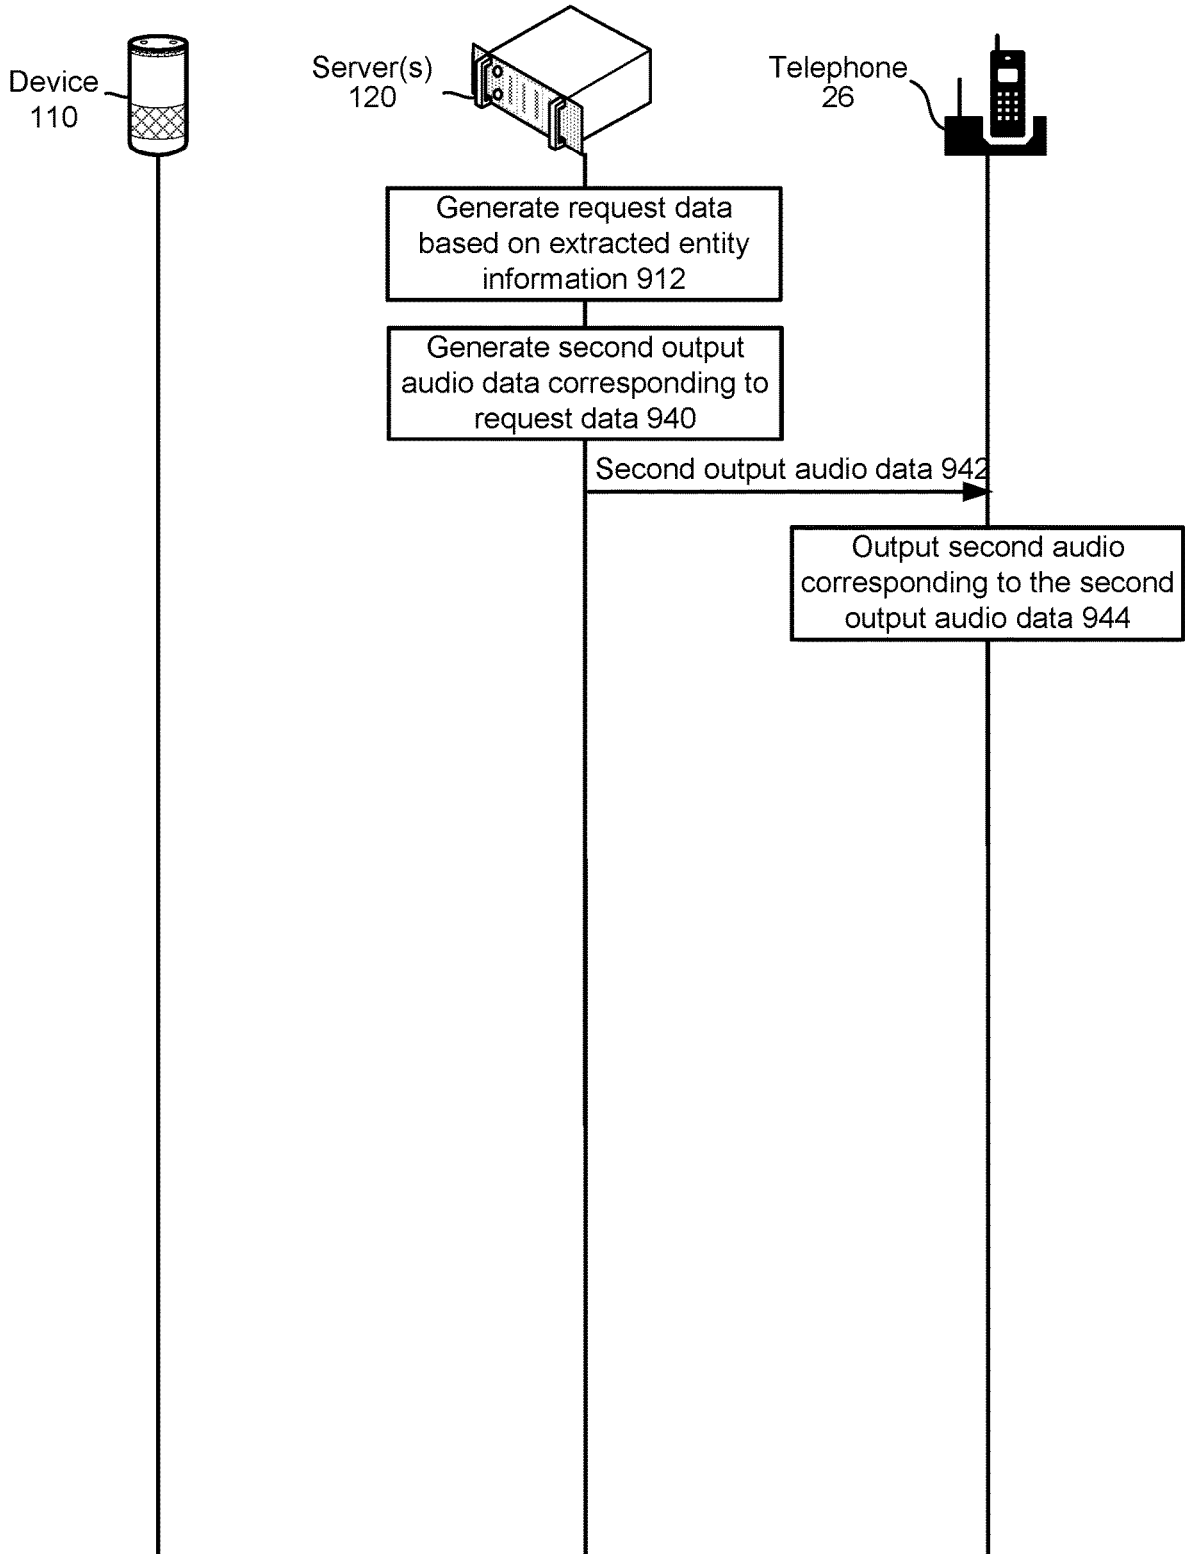 Device
110
Server(s)
120
Telephone
26
Generate request data
based on extracted entity
information 912
Generate second output
audio data corresponding to
request data 940
Second output audio data 942
Output second audio
corresponding to the second
output audio data 944